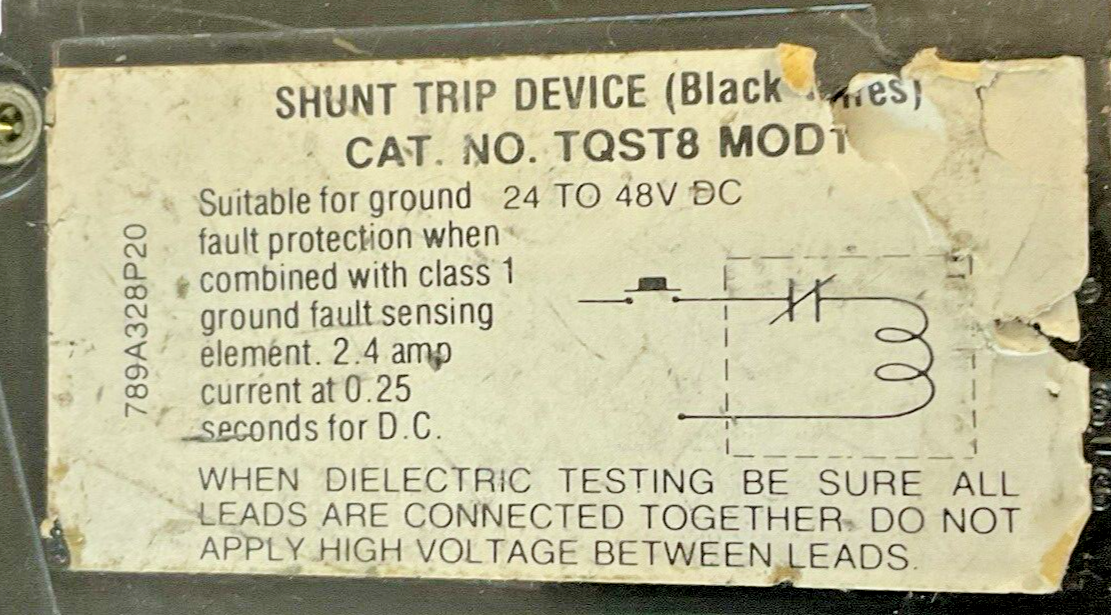 SHUNT TRIP DEVICE (Black
CAT. NO. TQST8 MOD1
Suitable for ground 24 TO 48V DC
fault protection when
combined with class 1
ground fault sensing
element. 2.4 amp
current at 0.25
seconds for D.C.
789A328P20
WHEN DIELECTRIC TESTING BE SURE ALL
LEADS ARE CONNECTED TOGETHER. DO NOT
APPLY HIGH VOLTAGE BETWEEN LEADS.